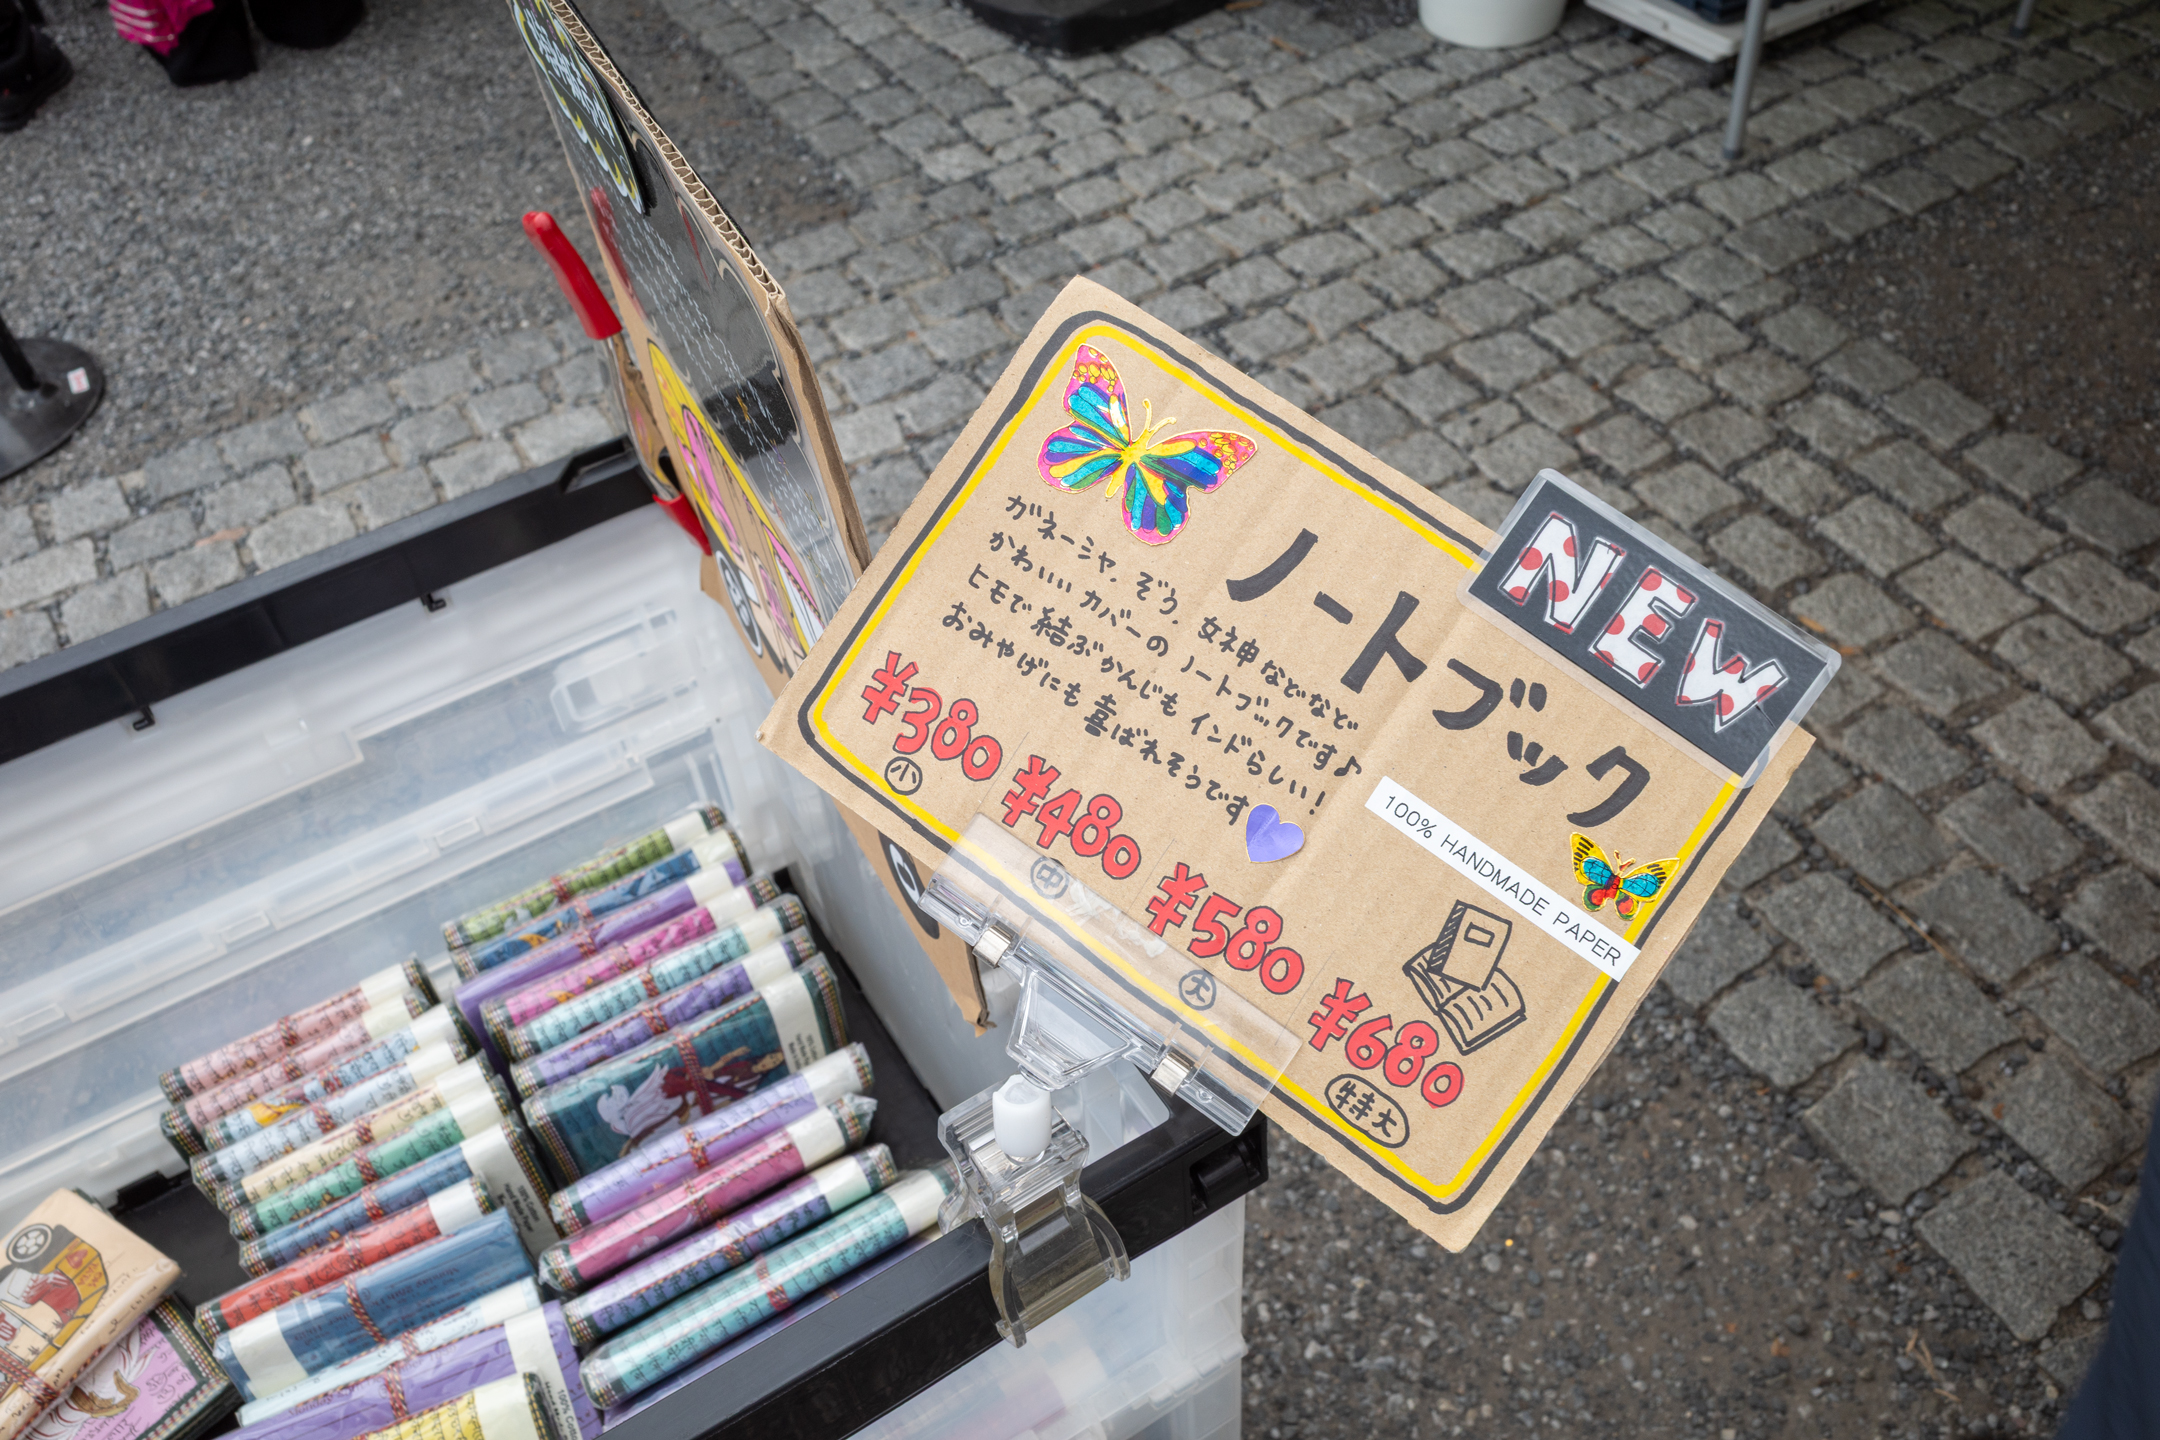 NEW
ノートブック
100% HANDMADE PAPER
ガネーシャ、ぞう、女神などなど
かわいいカバーのノートブックです♪
ヒモで結ぶかんじもインドらしい！
おみやげにも喜ばれそうです
¥380
小
¥480
中
¥580
大
¥680
特大